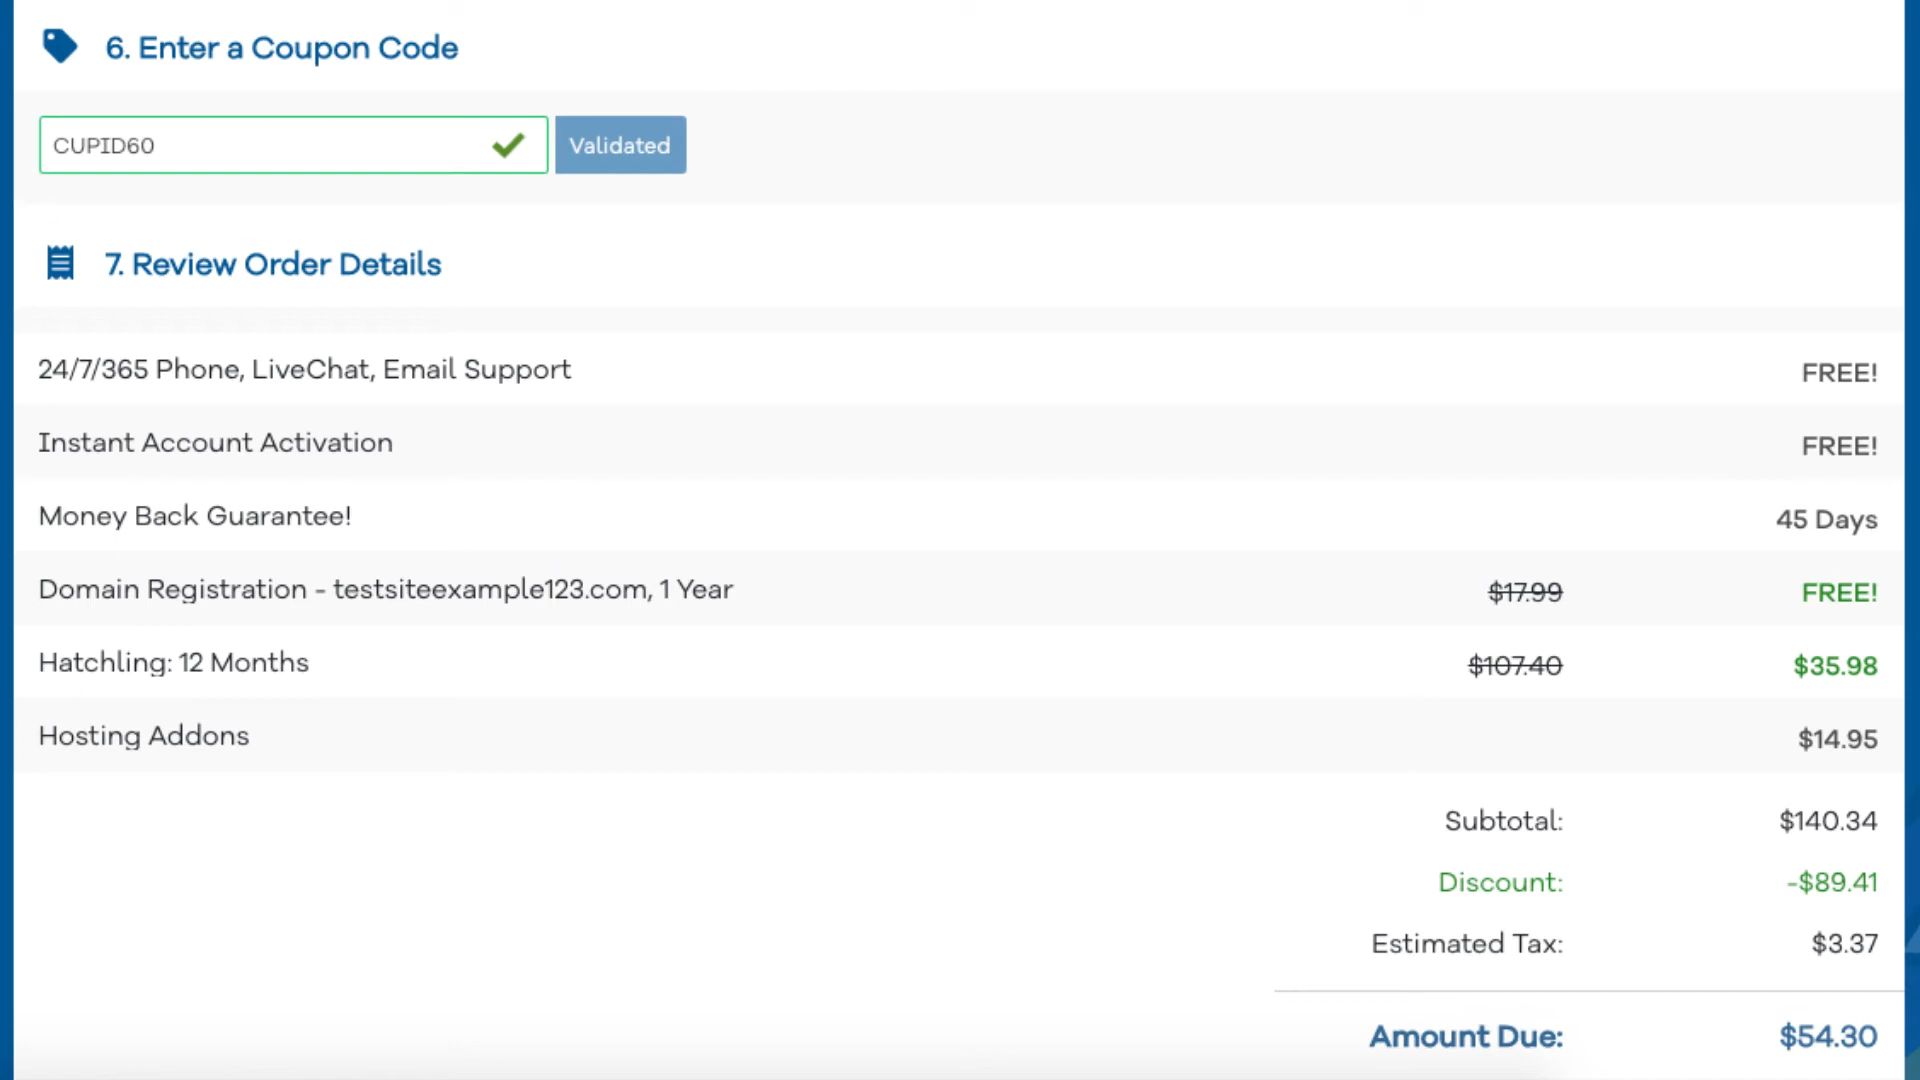 6. Enter a Coupon Code
CUPID60 Validated
7. Review Order Details
24/7/365 Phone, LiveChat, Email Support FREE!
Instant Account Activation FREE!
Money Back Guarantee! 45 Days
Domain Registration - testsiteexample123.com, 1 Year $17.99 FREE!
Hatchling: 12 Months $107.40 $35.98
Hosting Addons $14.95
Subtotal: $140.34
Discount: -$89.41
Estimated Tax: $3.37
Amount Due: $54.30